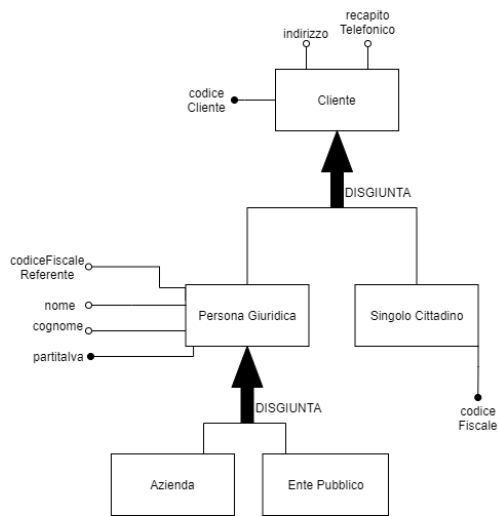 recapito
Telefonico
indirizzo
codice
Cliente
Cliente
DISGIUNTA
codiceFiscale
Referente
nome
cognome
partitaIva
Persona Giuridica
Singolo Cittadino
codice
Fiscale
DISGIUNTA
Azienda
Ente Pubblico